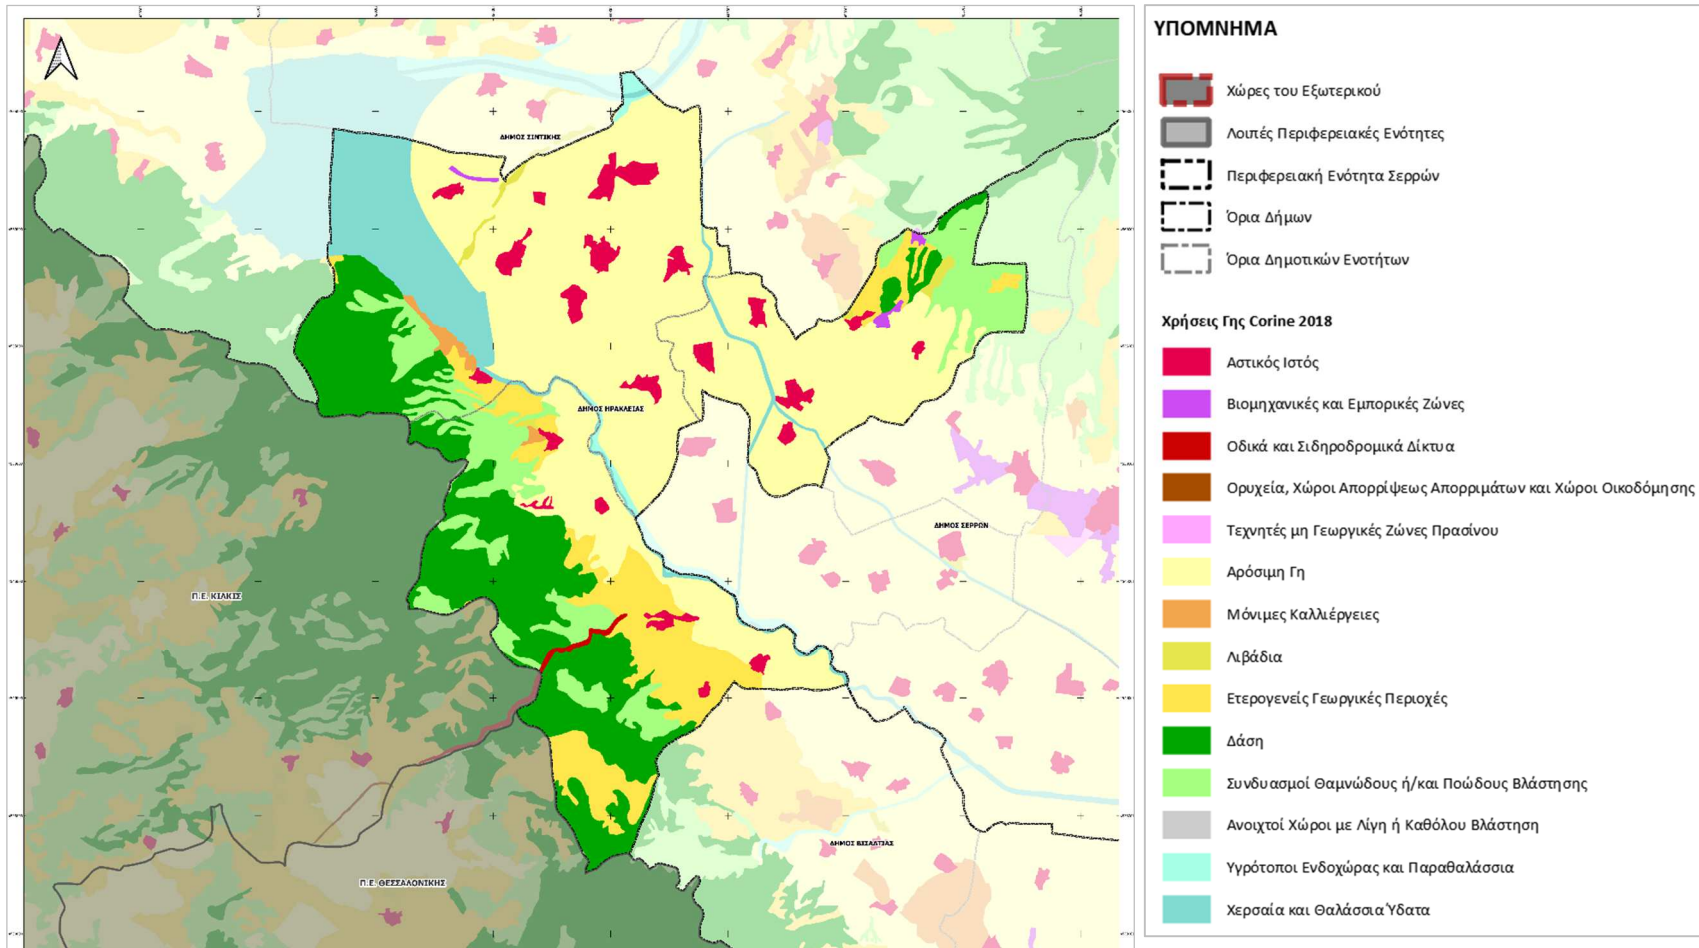 ΥΠΟΜΝΗΜΑ
Χώρες του Εξωτερικού
Λοιπές Περιφερειακές Ενότητες
Περιφερειακή Ενότητα Σερρών
Όρια Δήμων
Όρια Δημοτικών Ενοτήτων
Χρήσεις Γης Corine 2018
Αστικός Ιστός
Βιομηχανικές και Εμπορικές Ζώνες
Οδικά και Σιδηροδρομικά Δίκτυα
Ορυχεία, Χώροι Απορρίψεως Απορριμάτων και Χώροι Οικοδόμησης
Τεχνητές μη Γεωργικές Ζώνες Πρασίνου
Αρόσιμη Γη
Μόνιμες Καλλιέργειες
Λιβάδια
Ετερογενείς Γεωργικές Περιοχές
Δάση
Συνδυασμοί Θαμνώδους ή/και Ποώδους Βλάστησης
Ανοιχτοί Χώροι με Λίγη ή Καθόλου Βλάστηση
Υγρότοποι Ενδοχώρας και Παραθαλάσσια
Χερσαία και Θαλάσσια Ύδατα
ΔΗΜΟΣ ΣΙΝΤΙΚΗΣ
ΔΗΜΟΣ ΗΡΑΚΛΕΙΑΣ
ΔΗΜΟΣ ΣΕΡΡΩΝ
Π.Ε. ΚΙΛΚΙΣ
ΔΗΜΟΣ ΒΙΣΑΛΤΙΑΣ
Π.Ε. ΘΕΣΣΑΛΟΝΙΚΗΣ